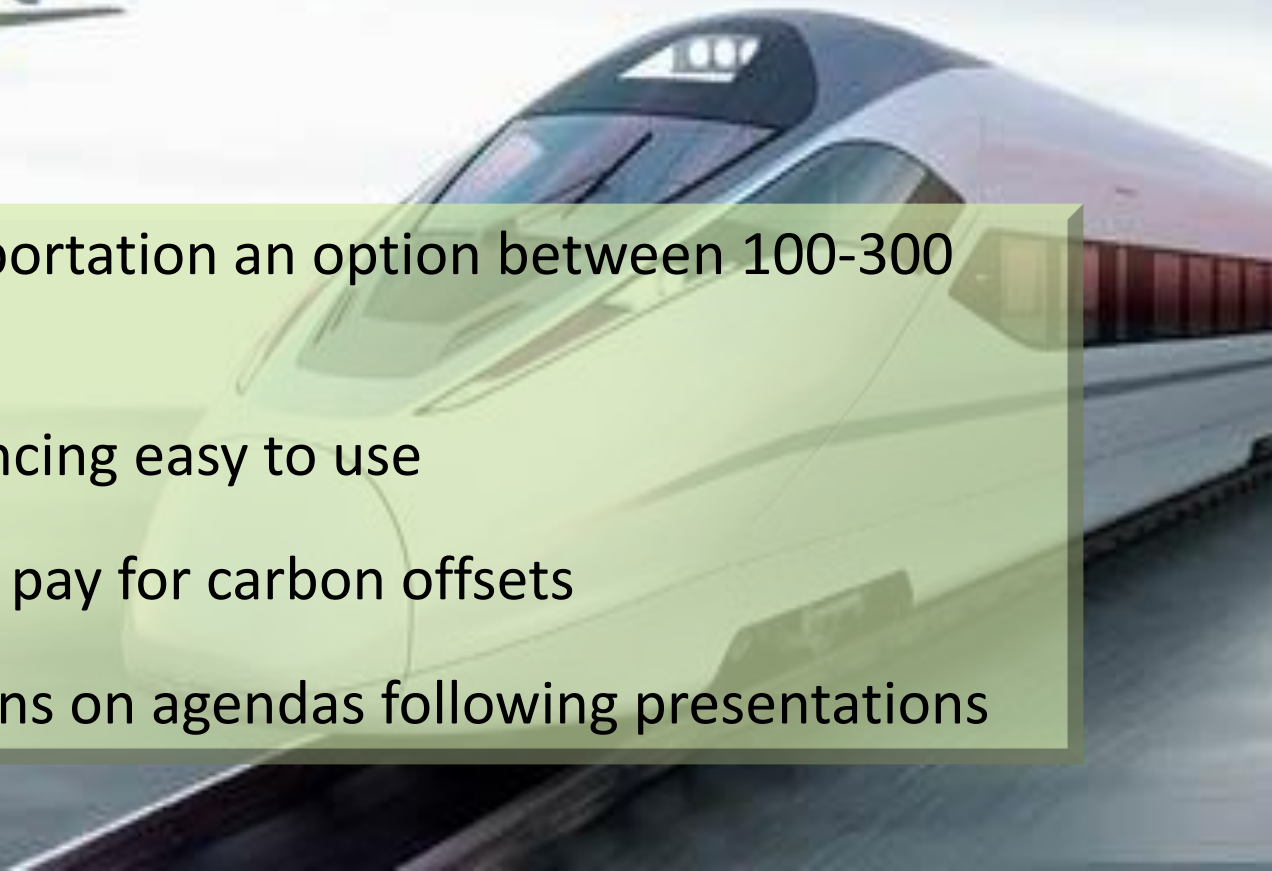 portation an option between 100-300
ncing easy to use
pay for carbon offsets
ns on agendas following presentations